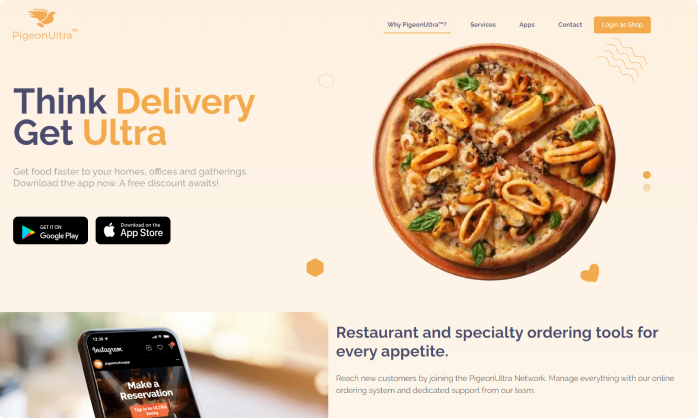 PigeonUltra™
Why PigeonUltra™?
Services
Apps
Contact
Login as Shop
Think Delivery
Get Ultra
Get food faster to your homes, offices and gatherings.
Download the app now. A free discount awaits!
GET IT ON
Google Play
Download on the
App Store
Restaurant and specialty ordering tools for
every appetite.
Reach new customers by joining the PigeonUltra Network. Manage everything with our online
ordering system and dedicated support from our team.
Instagram
Make a
Reservation
Tap in to ULTRA
today